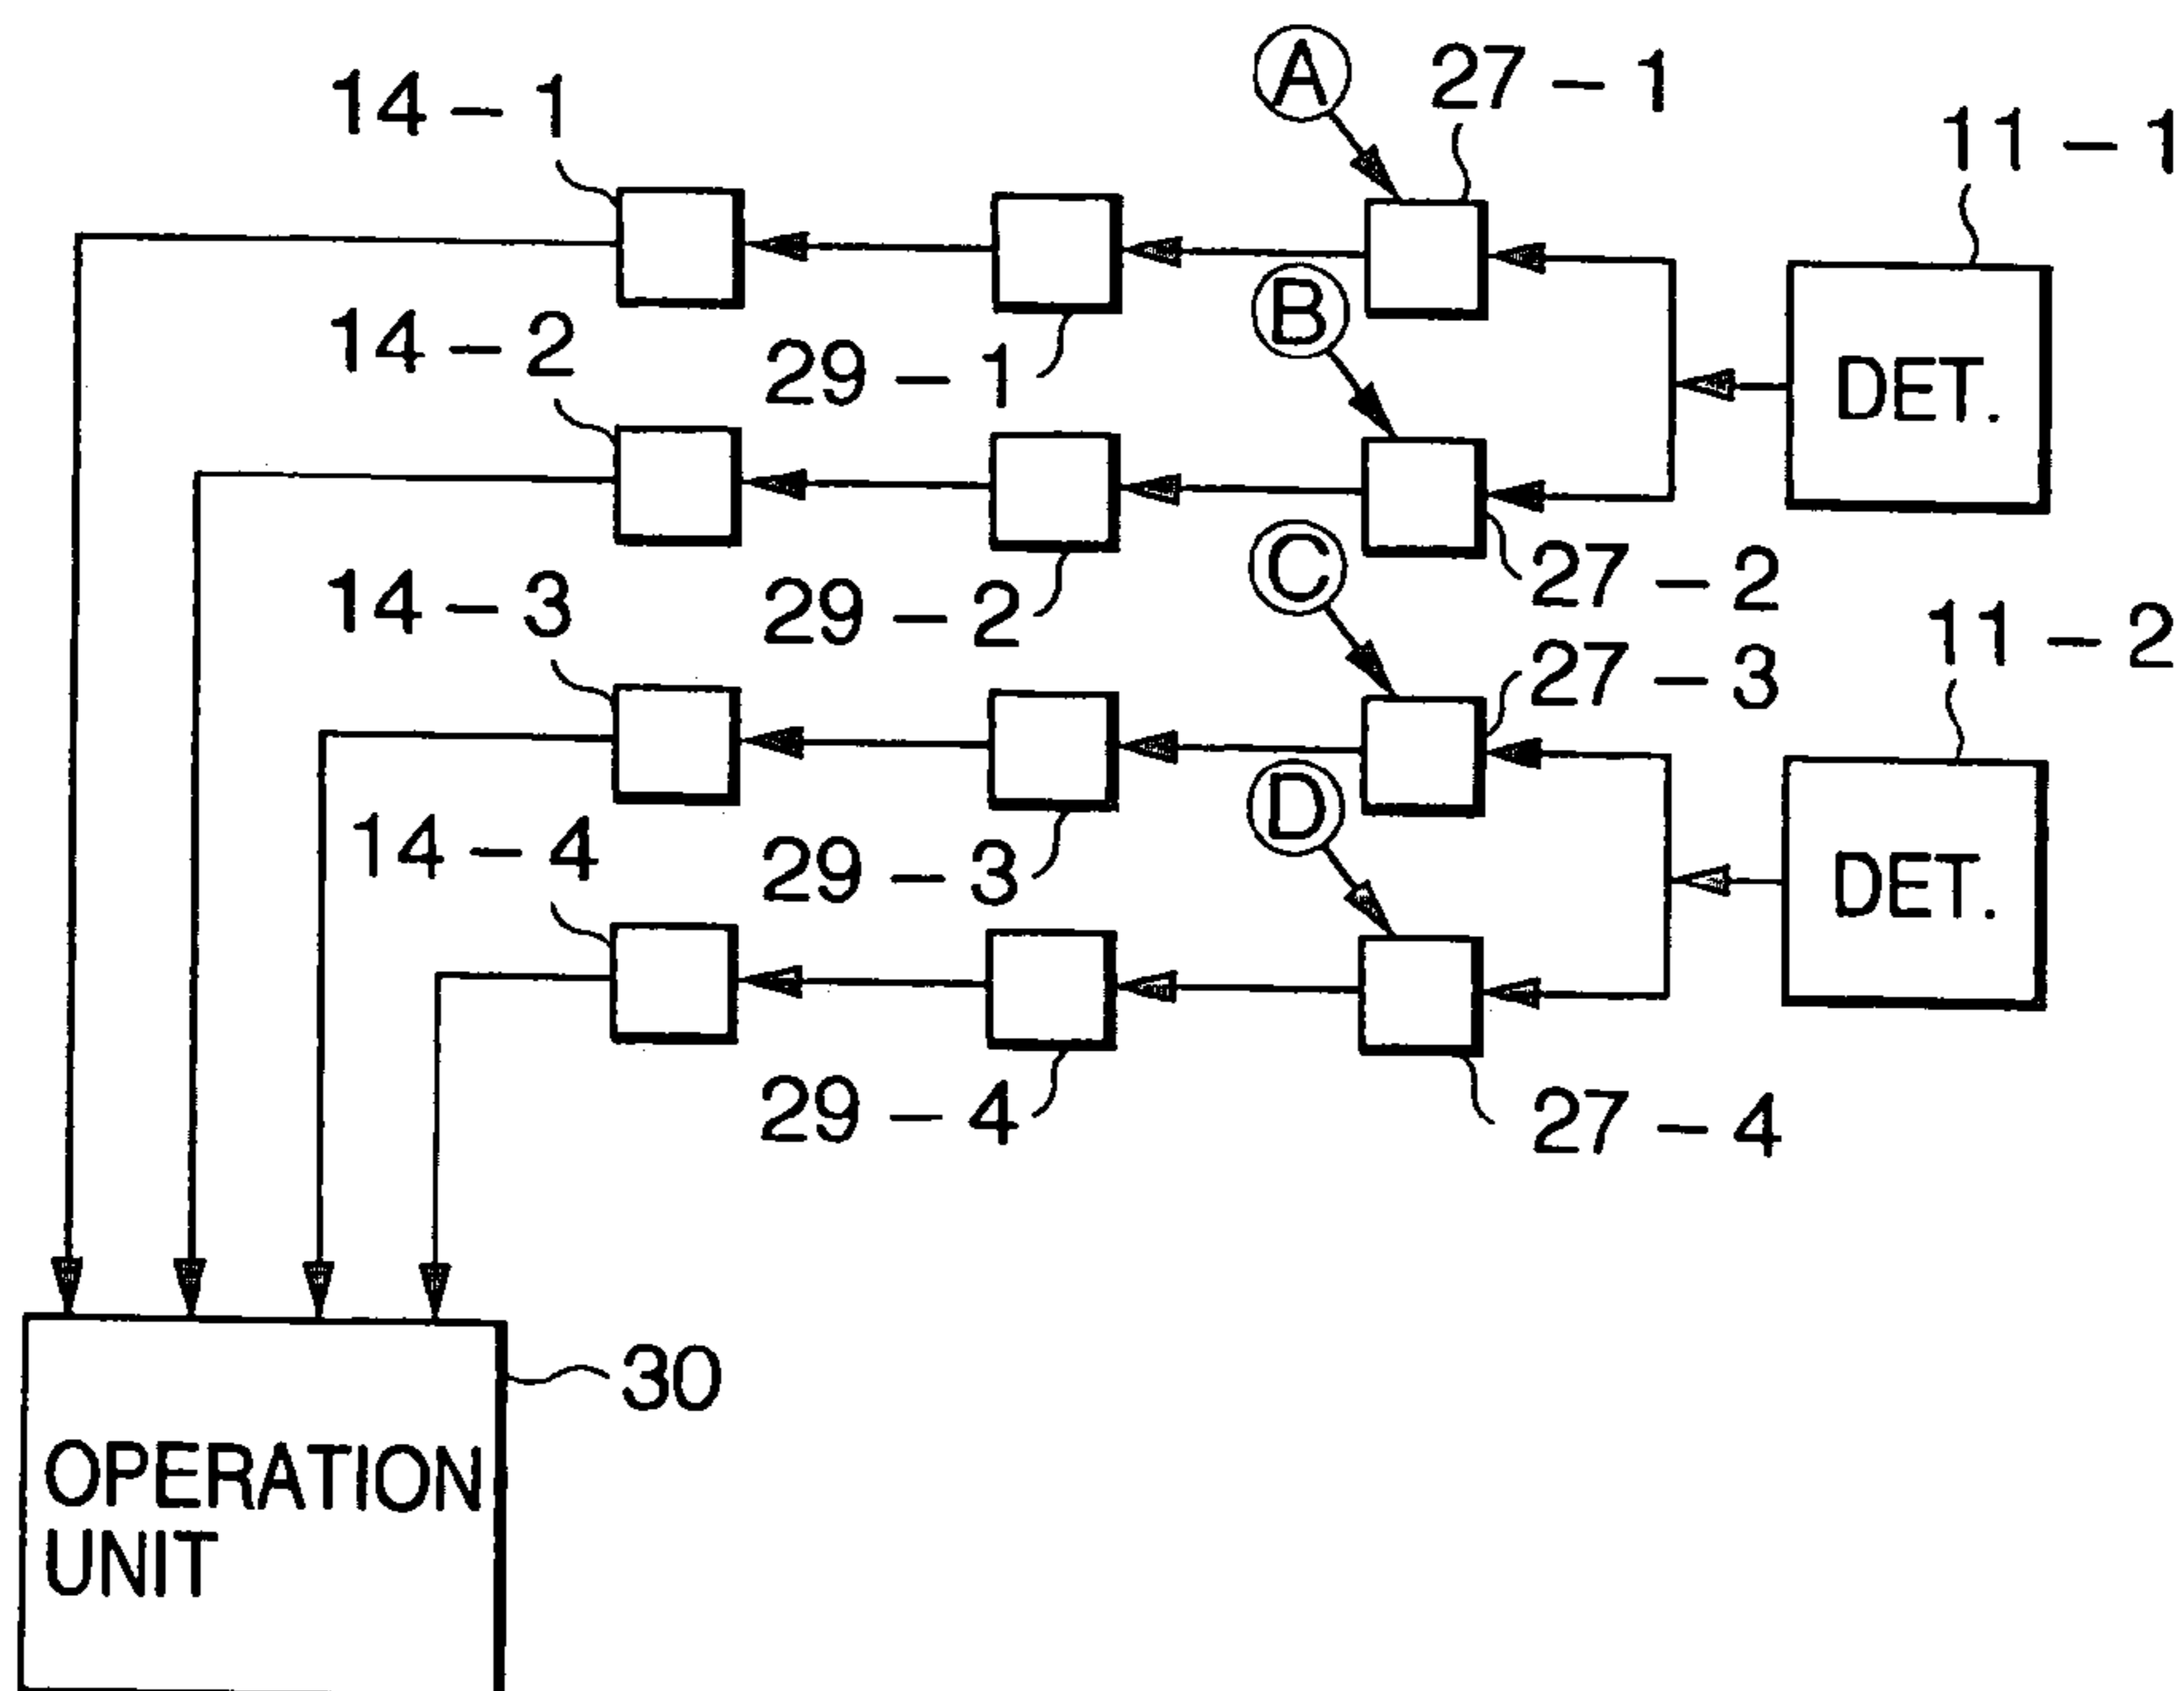 A
27-1
14-1
11-1
B
14-2
29-1
DET.
C
27-2
14-3
29-2
11-2
27-3
D
14-4
29-3
DET.
29-4
27-4
30
OPERATION
UNIT